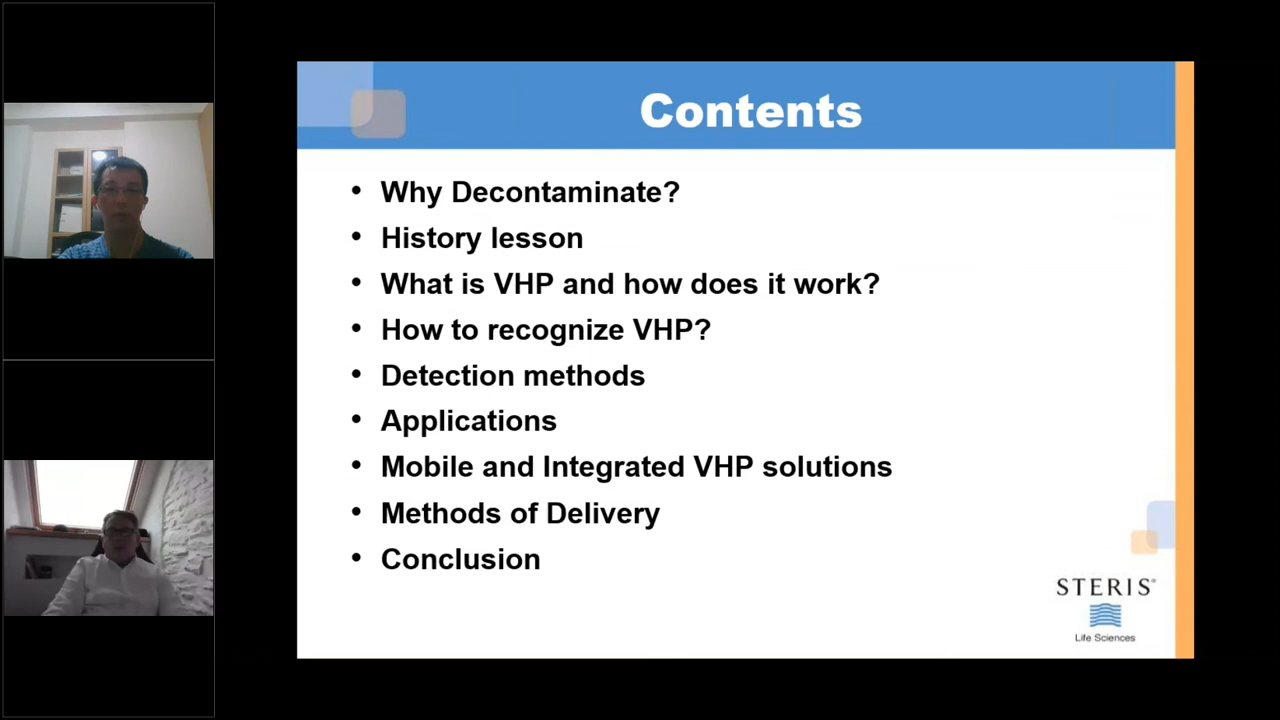 Contents
• Why Decontaminate?
• History lesson
• What is VHP and how does it work?
• How to recognize VHP?
• Detection methods
• Applications
• Mobile and Integrated VHP solutions
• Methods of Delivery
• Conclusion
STERIS®
Life Sciences